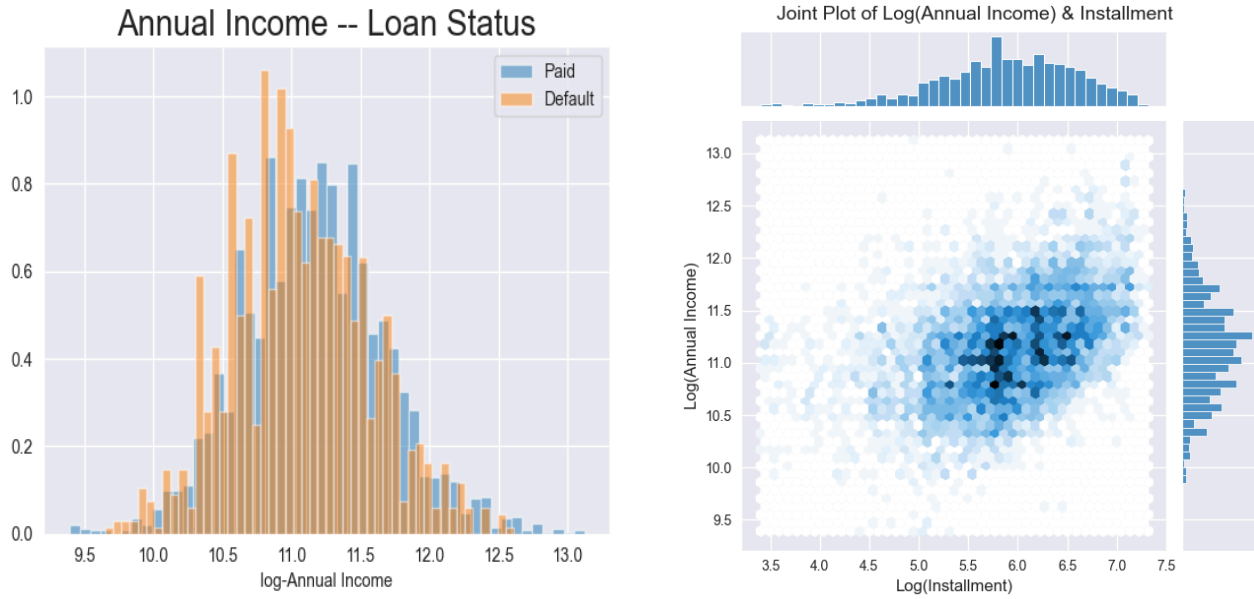 Annual Income -- Loan Status
Paid
Default
1.0
0.8
0.6
0.4
0.2
0.0
9.5 10.0 10.5 11.0 11.5 12.0 12.5 13.0
log-Annual Income
Joint Plot of Log(Annual Income) & Installment
Log(Annual Income)
13.0
12.5
12.0
11.5
11.0
10.5
10.0
9.5
3.5 4.0 4.5 5.0 5.5 6.0 6.5 7.0 7.5
Log(Installment)